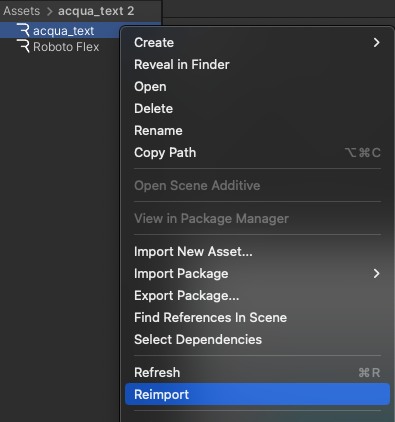 Assets > acqua_text 2
acqua_text
Roboto Flex
Create >
Reveal in Finder
Open
Delete
Rename
Copy Path ⌥⌘C
Open Scene Additive
View in Package Manager
Import New Asset...
Import Package >
Export Package...
Find References In Scene
Select Dependencies
Refresh ⌘R
Reimport